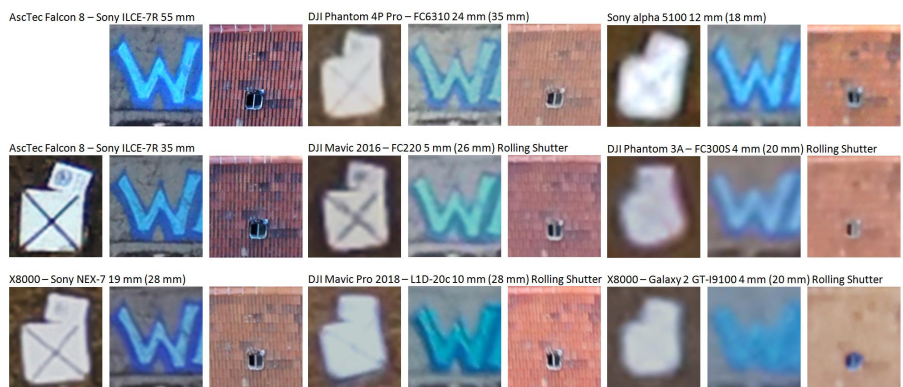 AscTec Falcon 8 – Sony ILCE-7R 55 mm
DJI Phantom 4P Pro – FC6310 24 mm (35 mm)
Sony alpha 5100 12 mm (18 mm)
W
W
W
AscTec Falcon 8 – Sony ILCE-7R 35 mm
DJI Mavic 2016 – FC220 5 mm (26 mm) Rolling Shutter
DJI Phantom 3A – FC300S 4 mm (20 mm) Rolling Shutter
W
W
W
X8000 – Sony NEX-7 19 mm (28 mm)
DJI Mavic Pro 2018 – L1D-20c 10 mm (28 mm) Rolling Shutter
X8000 – Galaxy 2 GT-I9100 4 mm (20 mm) Rolling Shutter
W
W
W